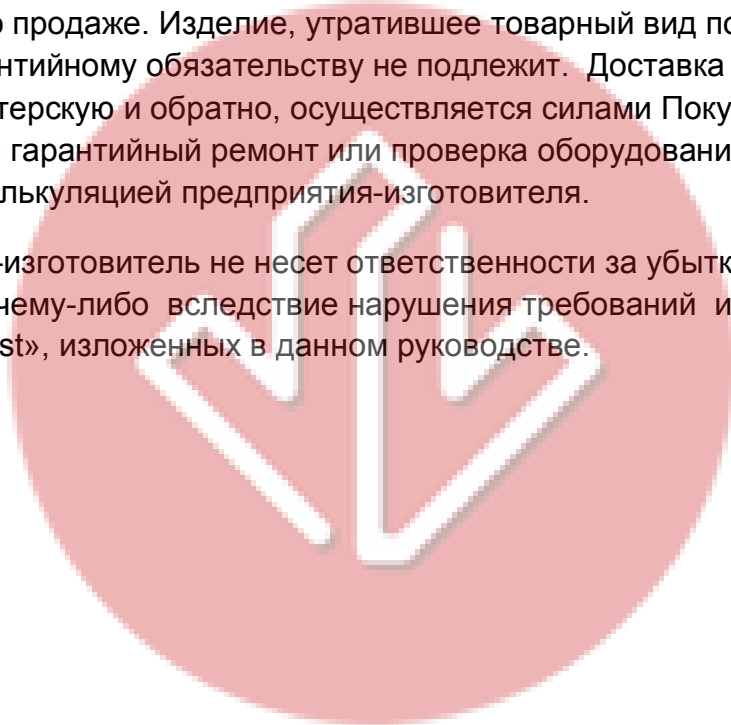 о продаже. Изделие, утратившее товарный вид по
нтийному обязательству не подлежит.  Доставка
терскую и обратно, осуществляется силами Поку
гарантийный ремонт или проверка оборудовани
лькуляцией предприятия-изготовителя.
-изготовитель не несет ответственности за убытк
чему-либо  вследствие нарушения требований  и
st», изложенных в данном руководстве.